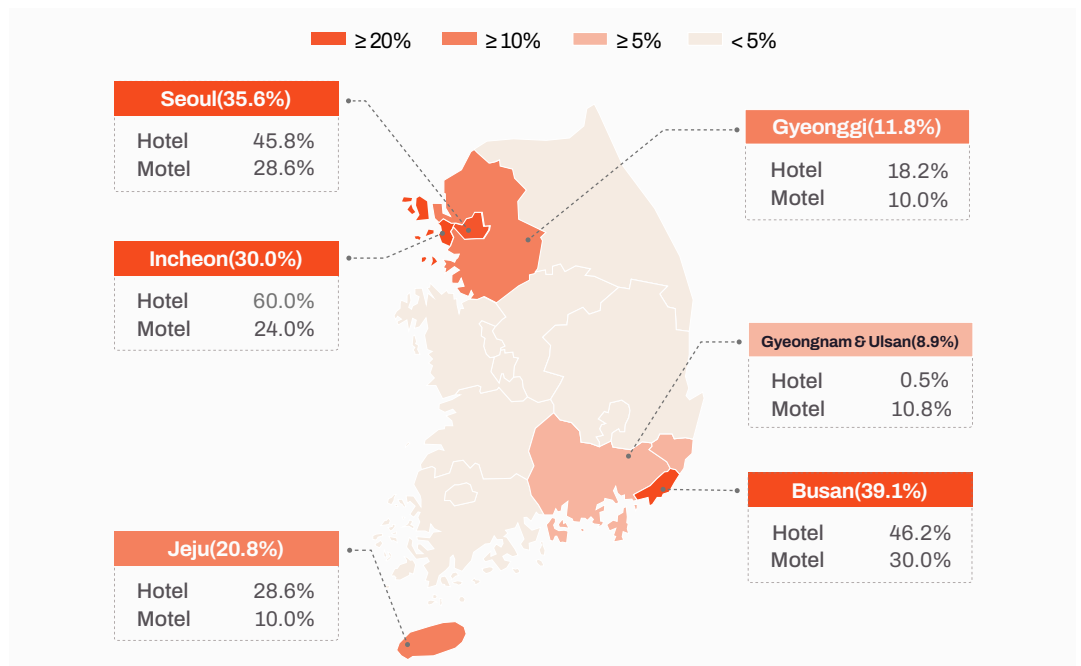 ≥ 20% ≥ 10% ≥ 5% < 5%
Seoul(35.6%)
Hotel 45.8%
Motel 28.6%
Incheon(30.0%)
Hotel 60.0%
Motel 24.0%
Jeju(20.8%)
Hotel 28.6%
Motel 10.0%
Gyeonggi(11.8%)
Hotel 18.2%
Motel 10.0%
Gyeongnam & Ulsan(8.9%)
Hotel 0.5%
Motel 10.8%
Busan(39.1%)
Hotel 46.2%
Motel 30.0%